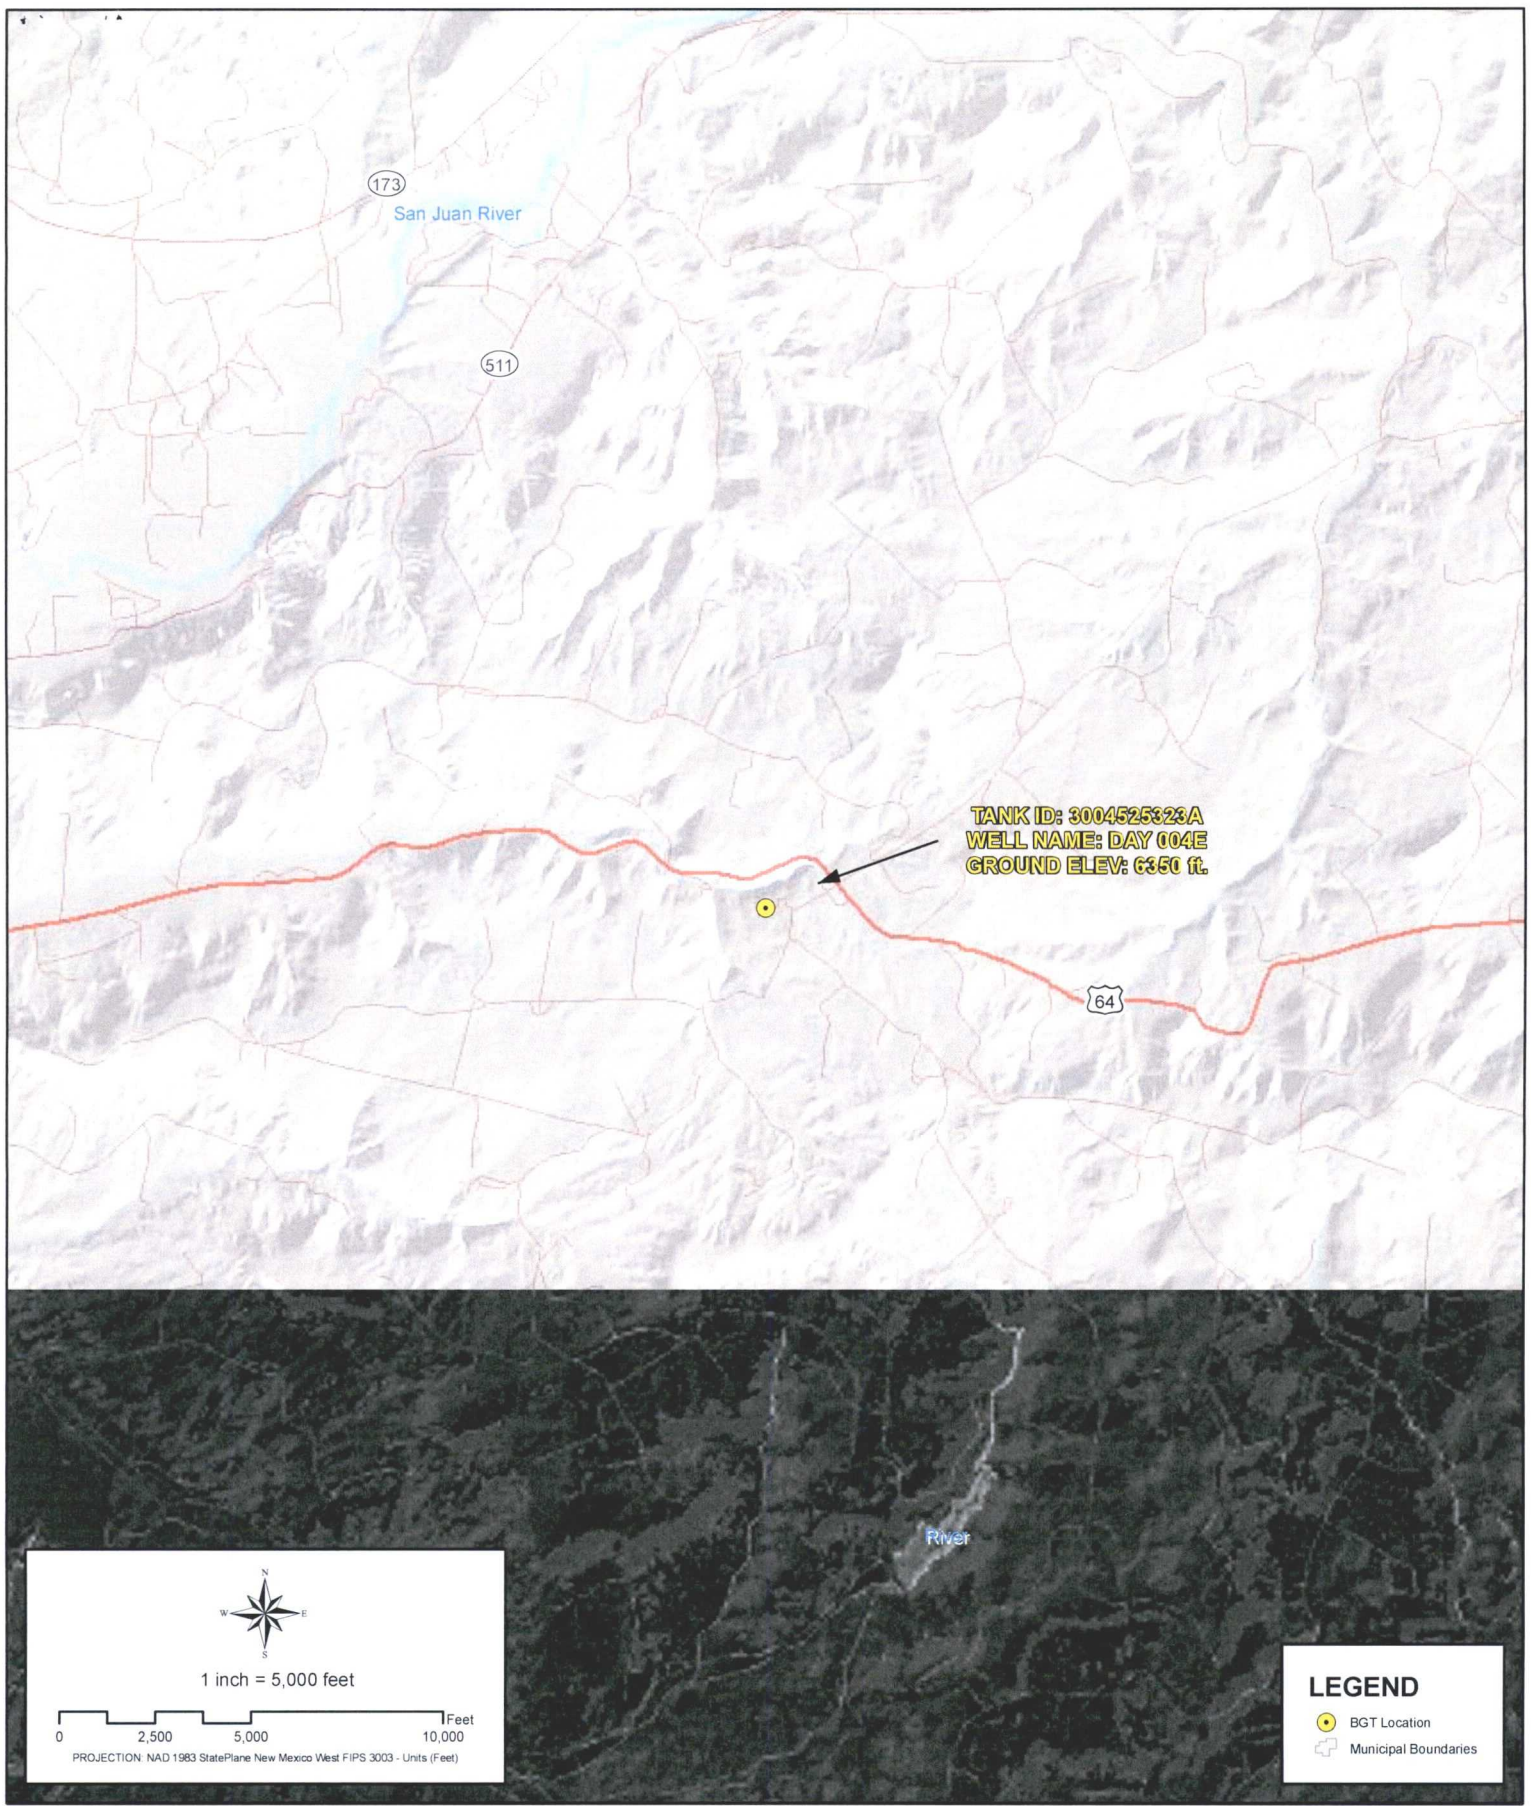 173
San Juan River
511
TANK ID: 3004525323A
WELL NAME: DAY 004E
GROUND ELEV: 6350 ft.
64
River
N
W E
S
1 inch = 5,000 feet
Feet
0 2,500 5,000 10,000
PROJECTION: NAD 1983 StatePlane New Mexico West FIPS 3003 - Units (Feet)
LEGEND
BGT Location
Municipal Boundaries